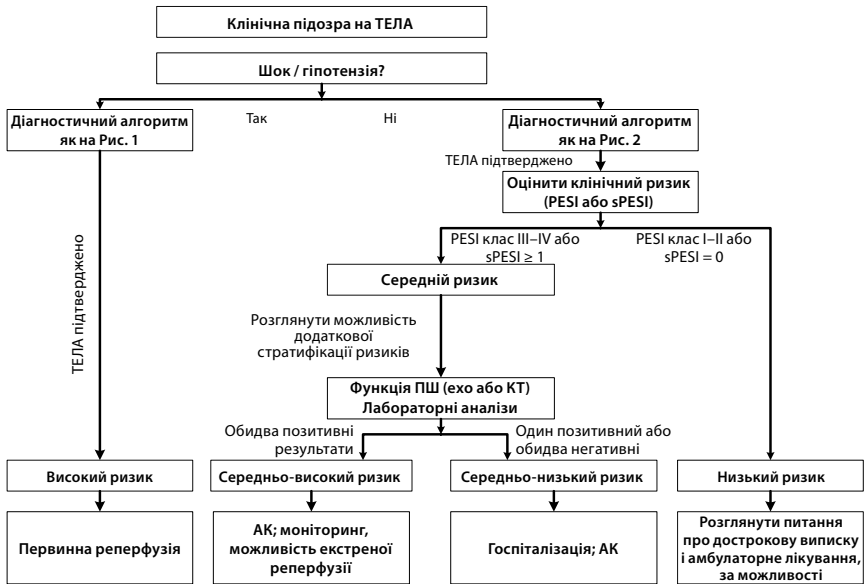 Клінічна підозра на ТЕЛА
Шок / гіпотензія?
Так
Ні
Діагностичний алгоритм
як на Рис. 1
Діагностичний алгоритм
як на Рис. 2
ТЕЛА підтверджено
Оцінити клінічний ризик
(PESI або sPESI)
PESI клас III–IV або
sPESI ≥ 1
PESI клас I–II або
sPESI = 0
Середній ризик
ТЕЛА підтверджено
Розглянути можливість
додаткової
стратифікації ризиків
Функція ПШ (ехо або КТ)
Лабораторні аналізи
Обидва позитивні
результати
Один позитивний або
обидва негативні
Високий ризик
Середньо-високий ризик
Середньо-низький ризик
Низький ризик
Первинна реперфузія
АК; моніторинг,
можливість екстреної
реперфузії
Госпіталізація; АК
Розглянути питання
про дострокову виписку
і амбулаторне лікування,
за можливості